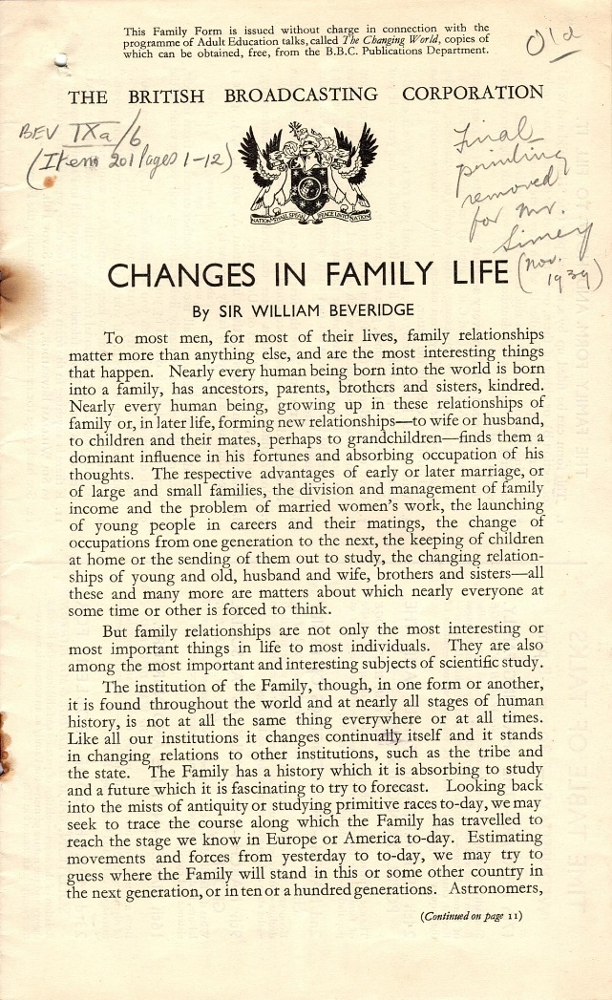 This Family Form is issued without charge in connection with the
programme of Adult Education talks, called The Changing World, copies of
which can be obtained, free, from the B.B.C. Publications Department.
Old
THE BRITISH BROADCASTING CORPORATION
BEV IXa/6
(Item 201 Pages 1-12)
Final
printing
removed
for Mr.
Simey
(Nov.
1939)
NATION SHALL SPEAK PEACE UNTO NATION
CHANGES IN FAMILY LIFE
By SIR WILLIAM BEVERIDGE
To most men, for most of their lives, family relationships
matter more than anything else, and are the most interesting things
that happen. Nearly every human being born into the world is born
into a family, has ancestors, parents, brothers and sisters, kindred.
Nearly every human being, growing up in these relationships of
family or, in later life, forming new relationships—to wife or husband,
to children and their mates, perhaps to grandchildren—finds them a
dominant influence in his fortunes and absorbing occupation of his
thoughts. The respective advantages of early or later marriage, or
of large and small families, the division and management of family
income and the problem of married women's work, the launching
of young people in careers and their matings, the change of
occupations from one generation to the next, the keeping of children
at home or the sending of them out to study, the changing relation-
ships of young and old, husband and wife, brothers and sisters—all
these and many more are matters about which nearly everyone at
some time or other is forced to think.
But family relationships are not only the most interesting or
most important things in life to most individuals. They are also
among the most important and interesting subjects of scientific study.
The institution of the Family, though, in one form or another,
it is found throughout the world and at nearly all stages of human
history, is not at all the same thing everywhere or at all times.
Like all our institutions it changes continually itself and it stands
in changing relations to other institutions, such as the tribe and
the state. The Family has a history which it is absorbing to study
and a future which it is fascinating to try to forecast. Looking back
into the mists of antiquity or studying primitive races to-day, we may
seek to trace the course along which the Family has travelled to
reach the stage we know in Europe or America to-day. Estimating
movements and forces from yesterday to to-day, we may try to
guess where the Family will stand in this or some other country in
the next generation, or in ten or a hundred generations. Astronomers,
(Continued on page 11)